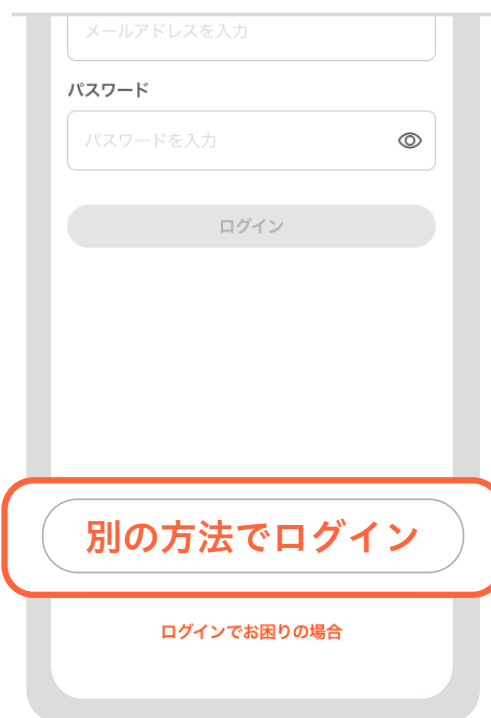 メールアドレスを入力
パスワード
パスワードを入力
ログイン
別の方法でログイン
ログインでお困りの場合